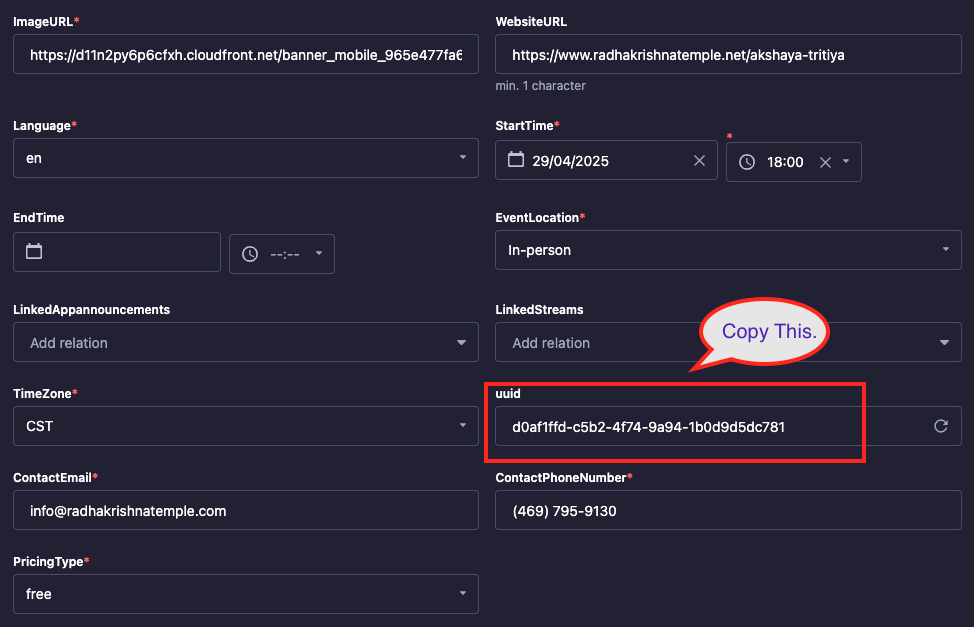 ImageURL*
WebsiteURL
https://d11n2py6p6cfxh.cloudfront.net/banner_mobile_965e477fa6
https://www.radhakrishnatemple.net/akshaya-tritiya
min. 1 character
Language*
StartTime*
*
en
29/04/2025
18:00
EndTime
EventLocation*
--:--
In-person
LinkedAppannouncements
LinkedStreams
Add relation
Add relation
Copy This.
TimeZone*
uuid
CST
d0af1ffd-c5b2-4f74-9a94-1b0d9d5dc781
ContactEmail*
ContactPhoneNumber*
info@radhakrishnatemple.com
(469) 795-9130
PricingType*
free